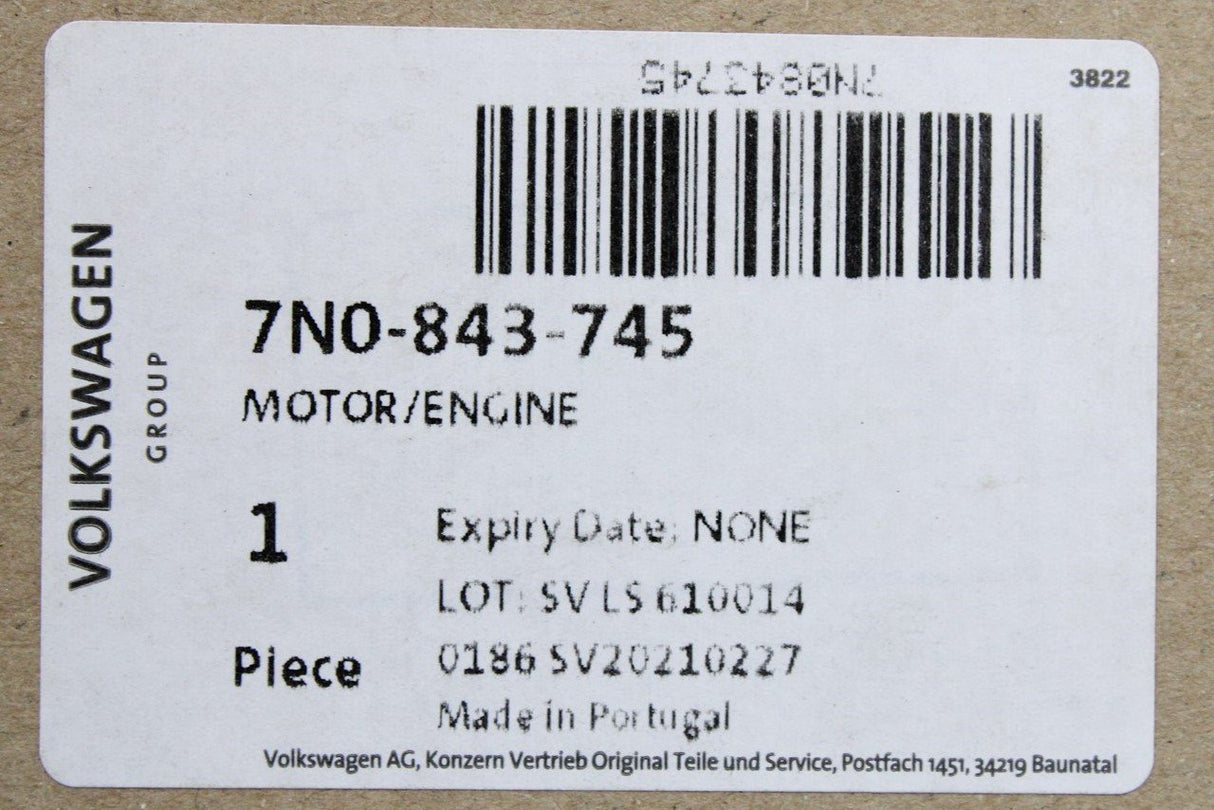 7N0843745
3822
VOLKSWAGEN
GROUP
7N0-843-745
MOTOR/ENGINE
1
Piece
Expiry Date: NONE
LOT: SV LS 610014
0186 SV20210227
Made in Portugal
Volkswagen AG, Konzern Vertrieb Original Teile und Service, Postfach 1451, 34219 Baunatal